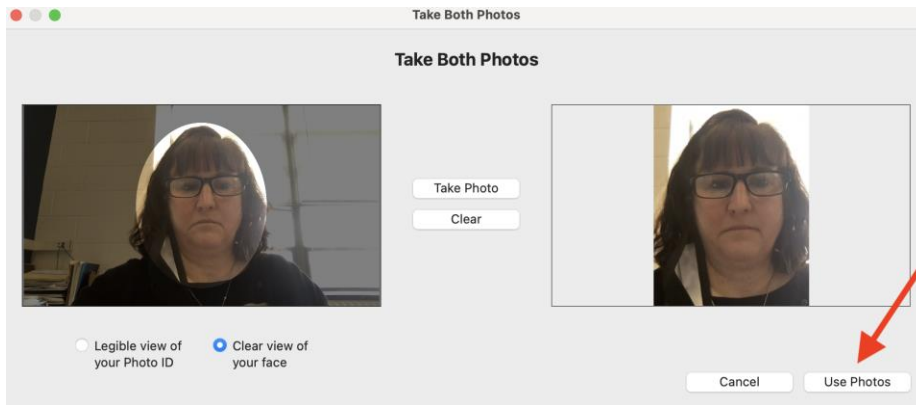 Take Both Photos
Take Both Photos
Take Photo
Clear
Legible view of
your Photo ID
Clear view of
your face
Cancel
Use Photos